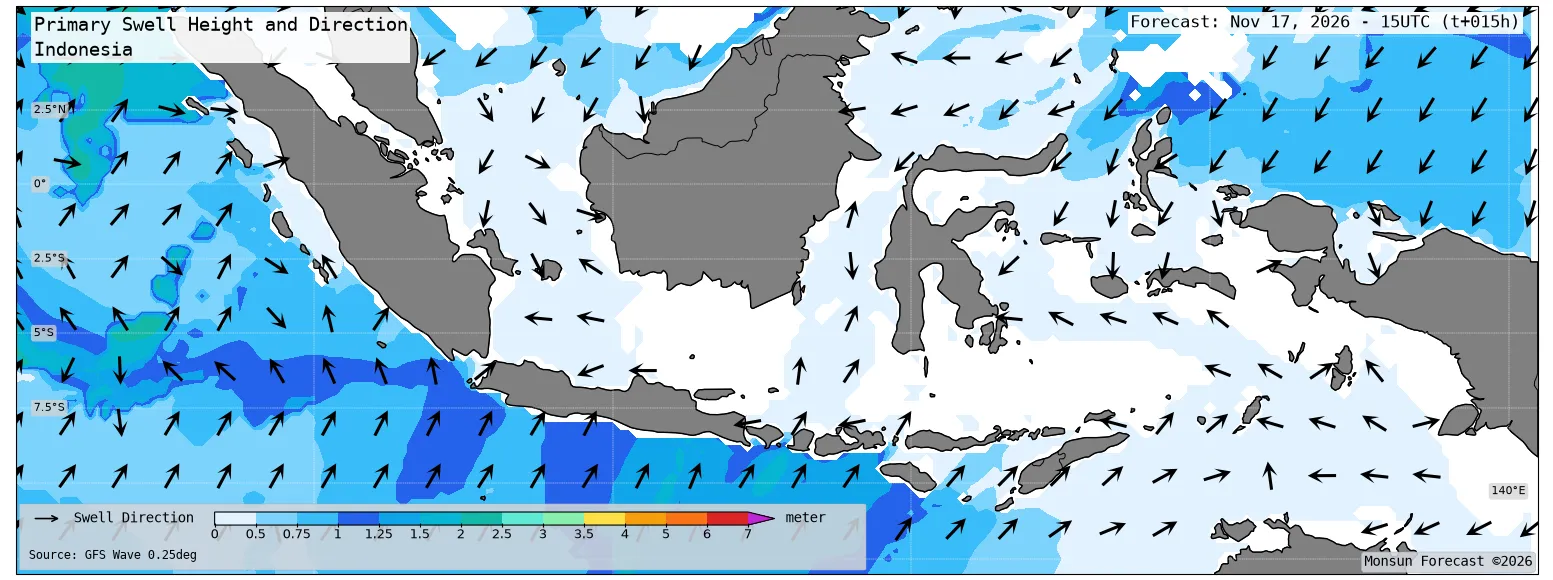 Primary Swell Height and Direction
Indonesia
Forecast: Nov 17, 2026 - 15UTC (t+015h)
2.5°N
0°
2.5°S
5°S
7.5°S
140°E
Swell Direction
meter
0 0.5 0.75 1 1.25 1.5 2 2.5 3 3.5 4 5 6 7
Source: GFS Wave 0.25deg
Monsun Forecast ©2026